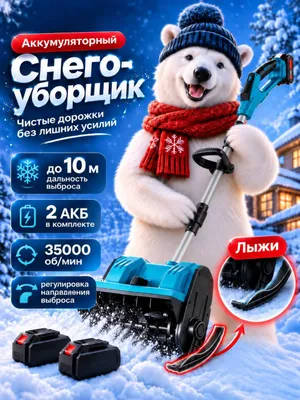 Аккумуляторный
Снего-
уборщик
Чистые дорожки
без лишних усилий
до 10 м
дальность
выброса
2 АКБ
в комплекте
35000
об/мин
регулировка
направления
выброса
Лыжи